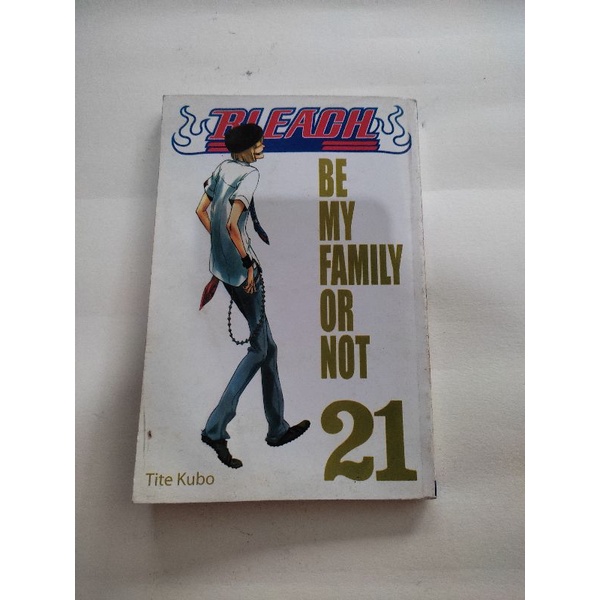 BLEACH
BE
MY
FAMILY
OR
NOT
21
Tite Kubo